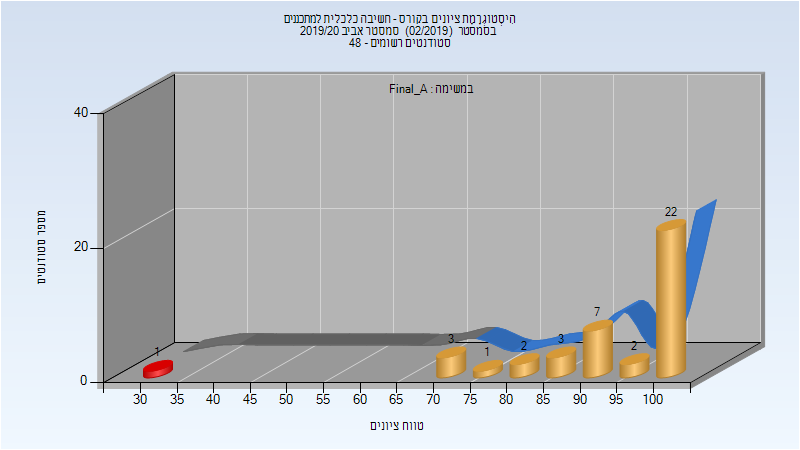 היסטוגרמת ציונים בקורס - חשיבה כלכלית למתכננים
בסמסטר (02/2019) סמסטר אביב 2019/20
סטודנטים רשומים - 48
במשימה : Final_A
מספר סטודנטים
40
20
0
1
3
1
2
3
7
2
22
30 35 40 45 50 55 60 65 70 75 80 85 90 95 100
טווח ציונים